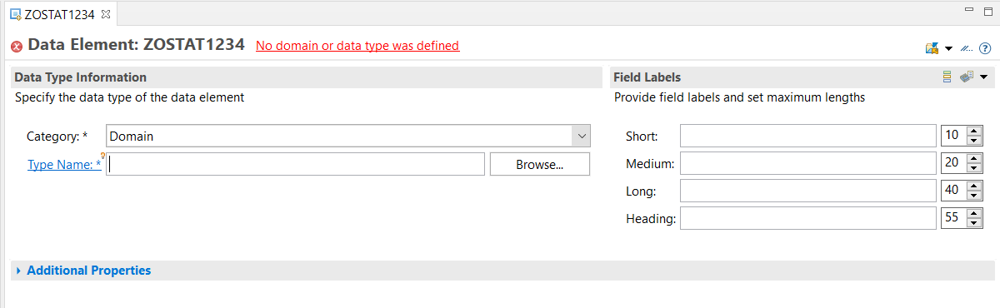 ZOSTAT1234
Data Element: ZOSTAT1234 No domain or data type was defined
Data Type Information
Specify the data type of the data element
Category: * Domain
Type Name: * Browse...
Field Labels
Provide field labels and set maximum lengths
Short: 10
Medium: 20
Long: 40
Heading: 55
Additional Properties